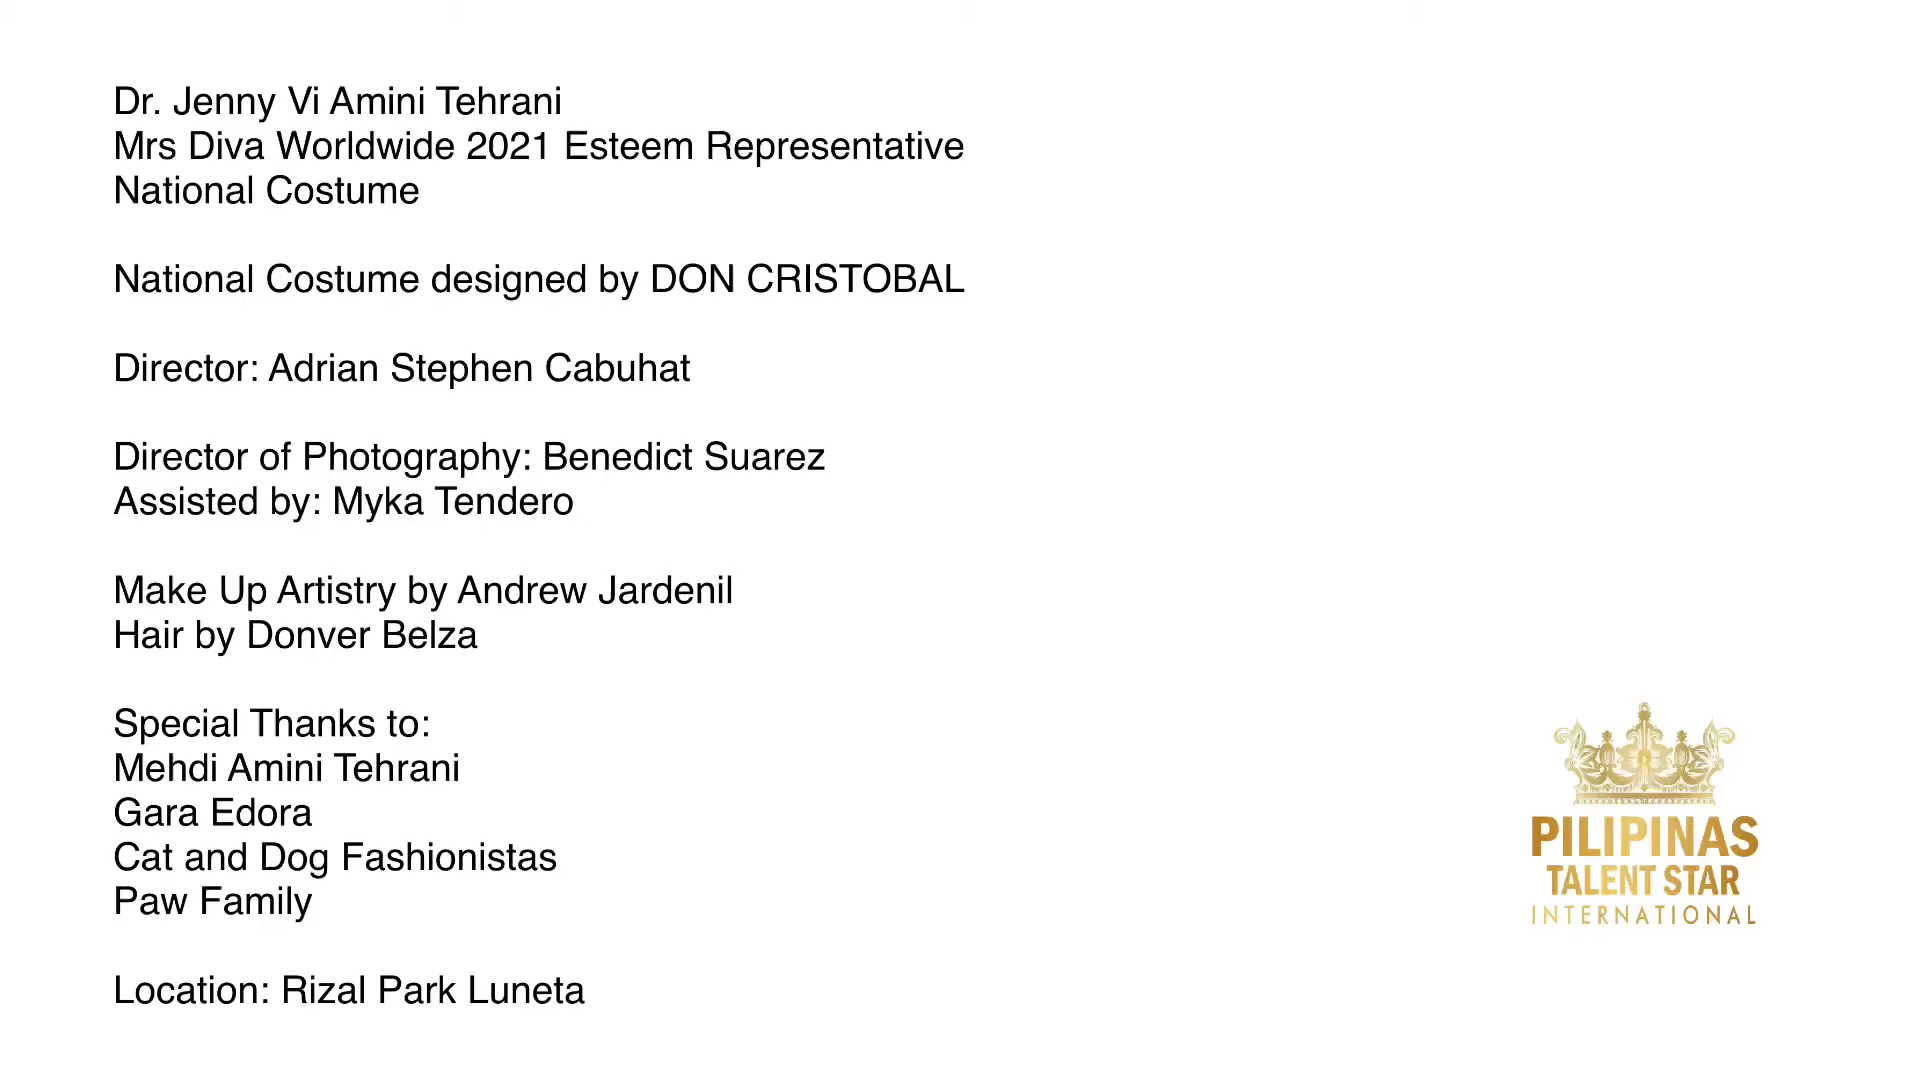 Dr. Jenny Vi Amini Tehrani
Mrs Diva Worldwide 2021 Esteem Representative
National Costume
National Costume designed by DON CRISTOBAL
Director: Adrian Stephen Cabuhat
Director of Photography: Benedict Suarez
Assisted by: Myka Tendero
Make Up Artistry by Andrew Jardenil
Hair by Donver Belza
Special Thanks to:
Mehdi Amini Tehrani
Gara Edora
Cat and Dog Fashionistas
Paw Family
Location: Rizal Park Luneta
PILIPINAS
TALENT STAR
INTERNATIONAL